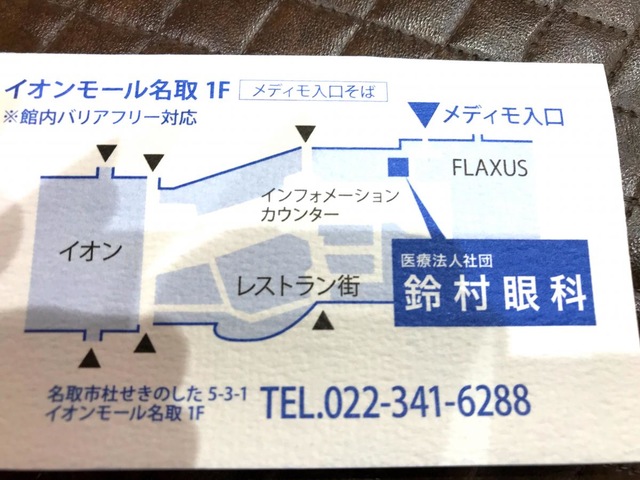 イオンモール名取 1F メディモ入口そば
※館内バリアフリー対応
メディモ入口
FLAXUS
インフォメーション
カウンター
イオン
レストラン街
医療法人社団
鈴村眼科
名取市杜せきのした 5-3-1
イオンモール名取 1F
TEL.022-341-6288